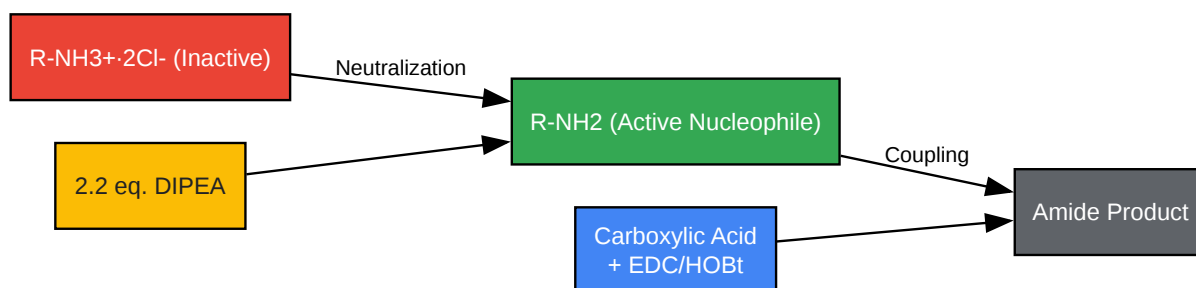 R-NH3+·2Cl- (Inactive)
Neutralization
2.2 eq. DIPEA
R-NH2 (Active Nucleophile)
Coupling
Carboxylic Acid
+ EDC/HOBt
Amide Product